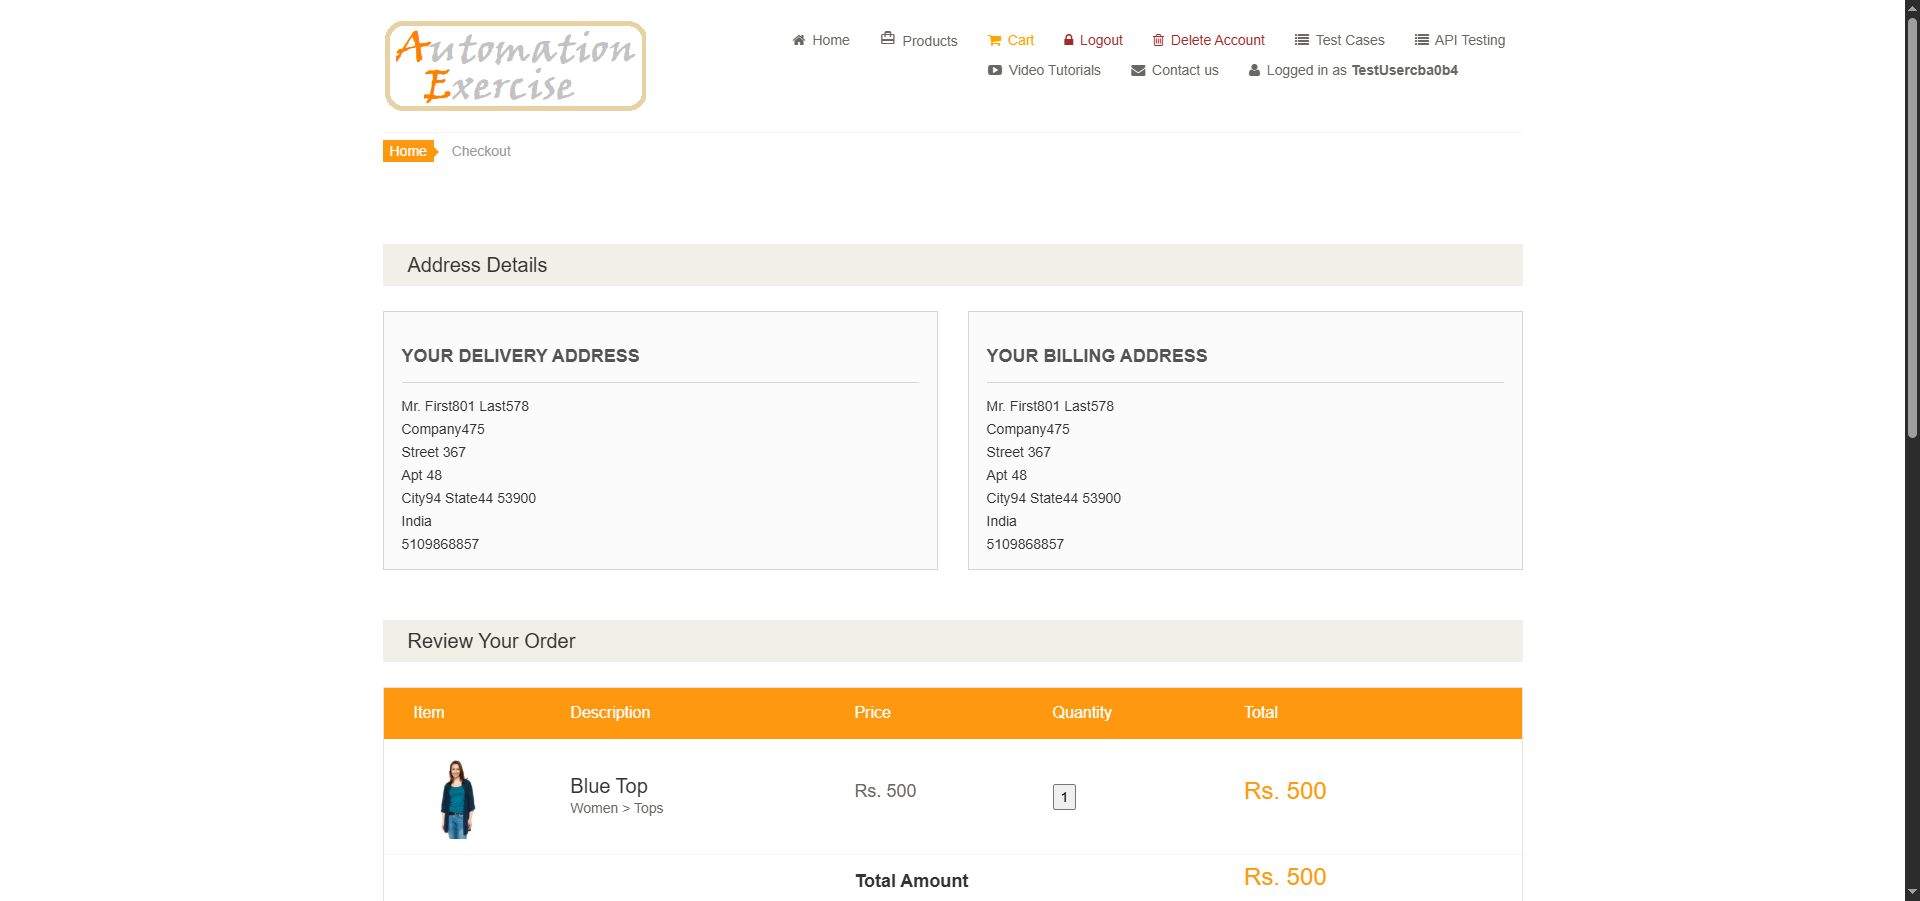 Automation
Exercise
Home
Products
Cart
Logout
Delete Account
Test Cases
API Testing
Video Tutorials
Contact us
Logged in as TestUsercba0b4
Home
Checkout
Address Details
YOUR DELIVERY ADDRESS
Mr. First801 Last578
Company475
Street 367
Apt 48
City94 State44 53900
India
5109868857
YOUR BILLING ADDRESS
Mr. First801 Last578
Company475
Street 367
Apt 48
City94 State44 53900
India
5109868857
Review Your Order
Item Description Price Quantity Total
Blue Top
Women > Tops
Rs. 500
1
Rs. 500
Total Amount Rs. 500